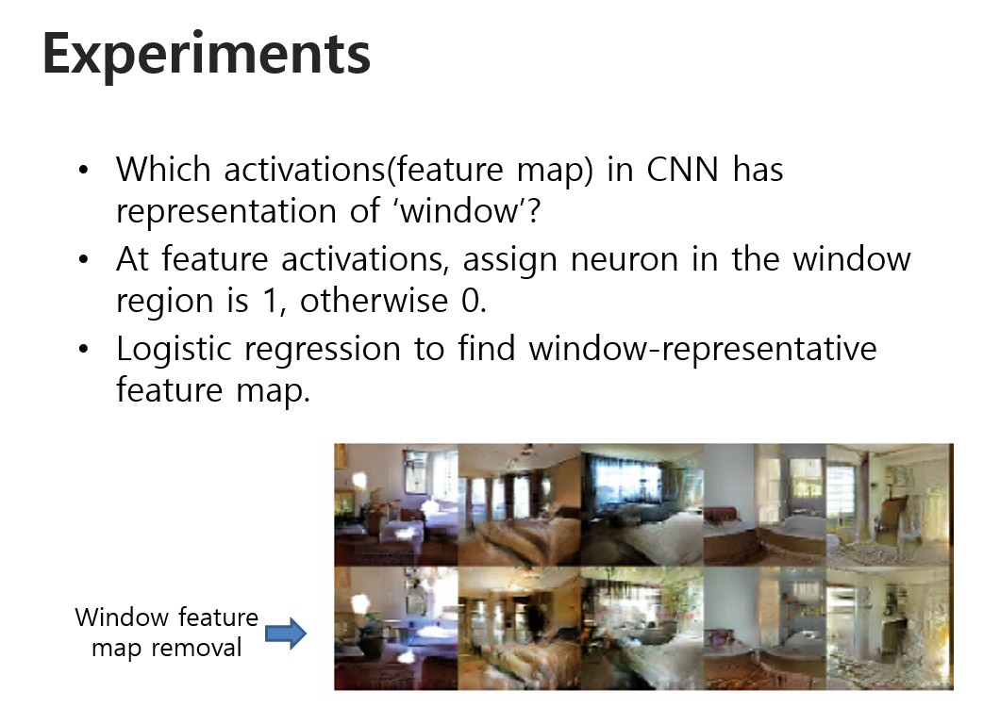 Experiments
• Which activations(feature map) in CNN has
representation of ‘window’?
• At feature activations, assign neuron in the window
region is 1, otherwise 0.
• Logistic regression to find window-representative
feature map.
Window feature
map removal